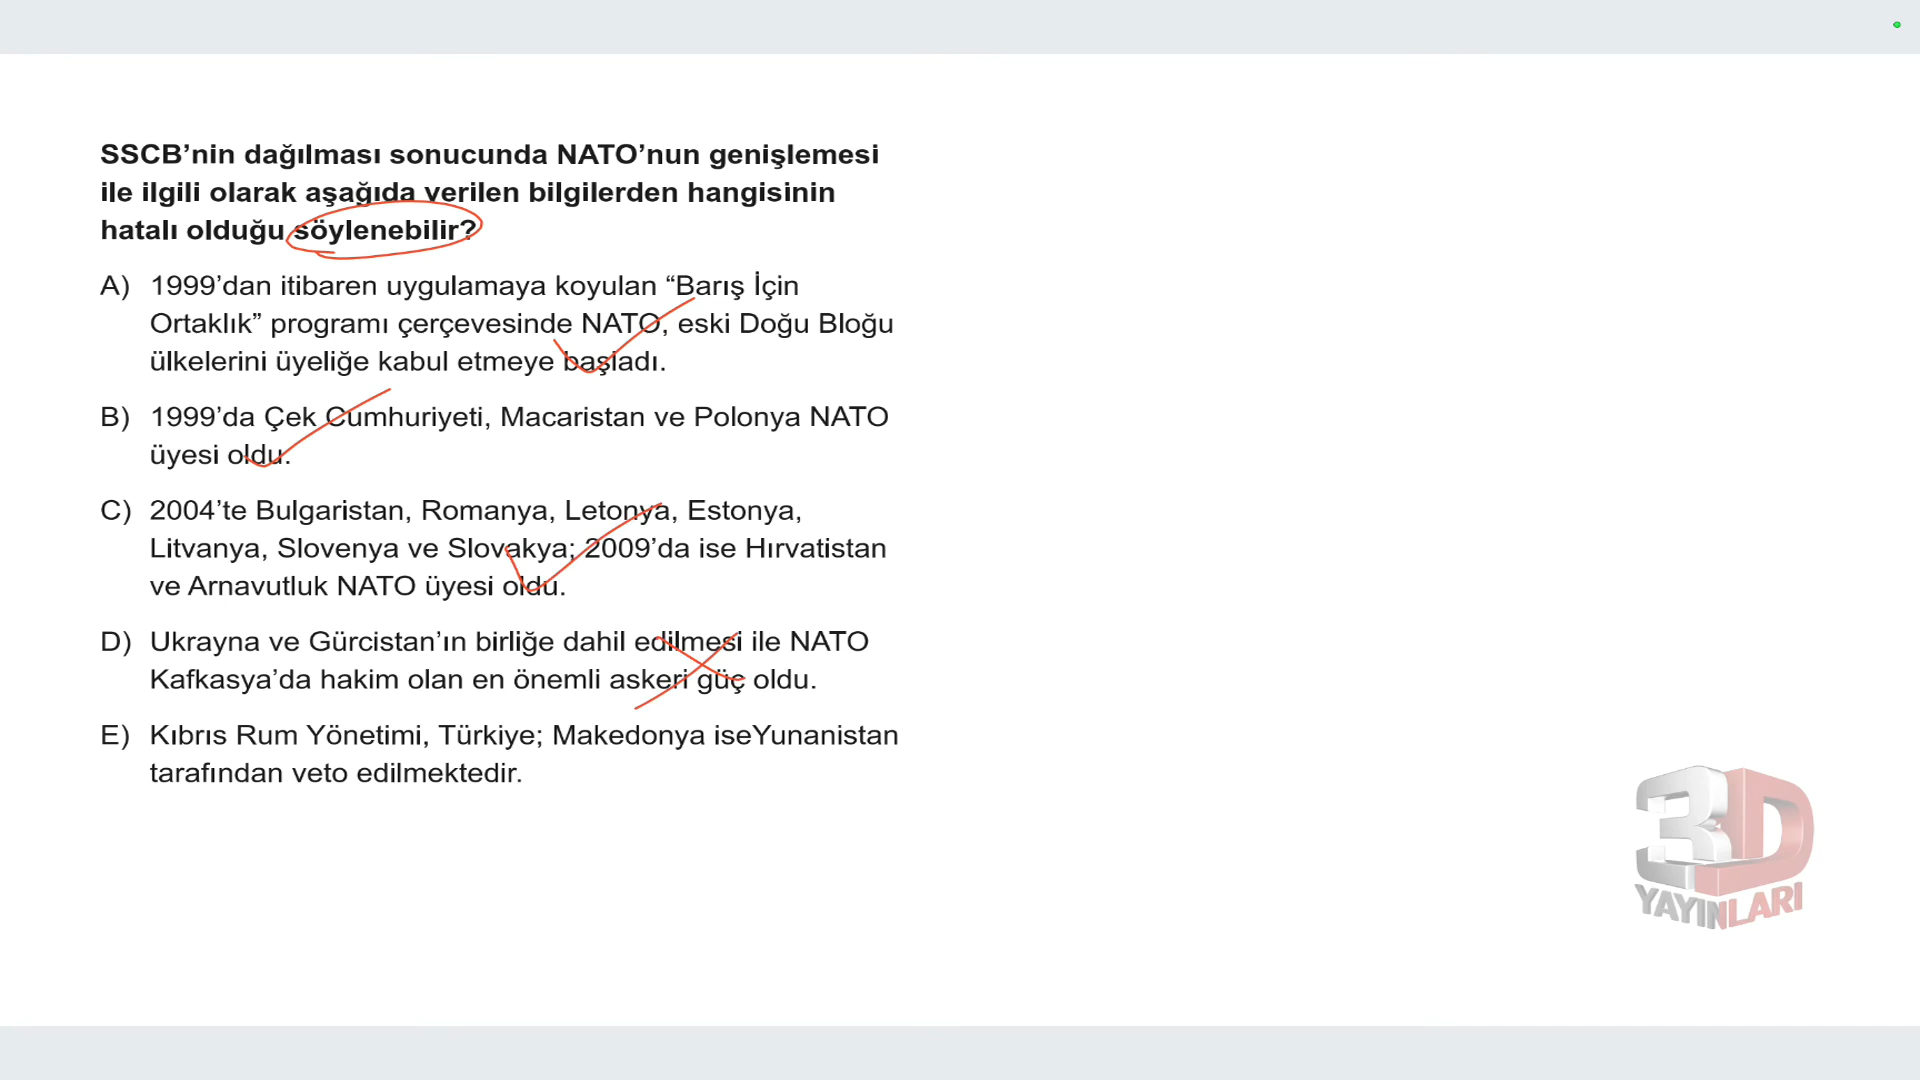 SSCB’nin dağılması sonucunda NATO’nun genişlemesi
ile ilgili olarak aşağıda verilen bilgilerden hangisinin
hatalı olduğu söylenebilir?
A) 1999’dan itibaren uygulamaya koyulan “Barış İçin
Ortaklık” programı çerçevesinde NATO, eski Doğu Bloğu
ülkelerini üyeliğe kabul etmeye başladı.
B) 1999’da Çek Cumhuriyeti, Macaristan ve Polonya NATO
üyesi oldu.
C) 2004’te Bulgaristan, Romanya, Letonya, Estonya,
Litvanya, Slovenya ve Slovakya; 2009’da ise Hırvatistan
ve Arnavutluk NATO üyesi oldu.
D) Ukrayna ve Gürcistan’ın birliğe dahil edilmesi ile NATO
Kafkasya’da hakim olan en önemli askeri güç oldu.
E) Kıbrıs Rum Yönetimi, Türkiye; Makedonya iseYunanistan
tarafından veto edilmektedir.
3D
YAYINLARI